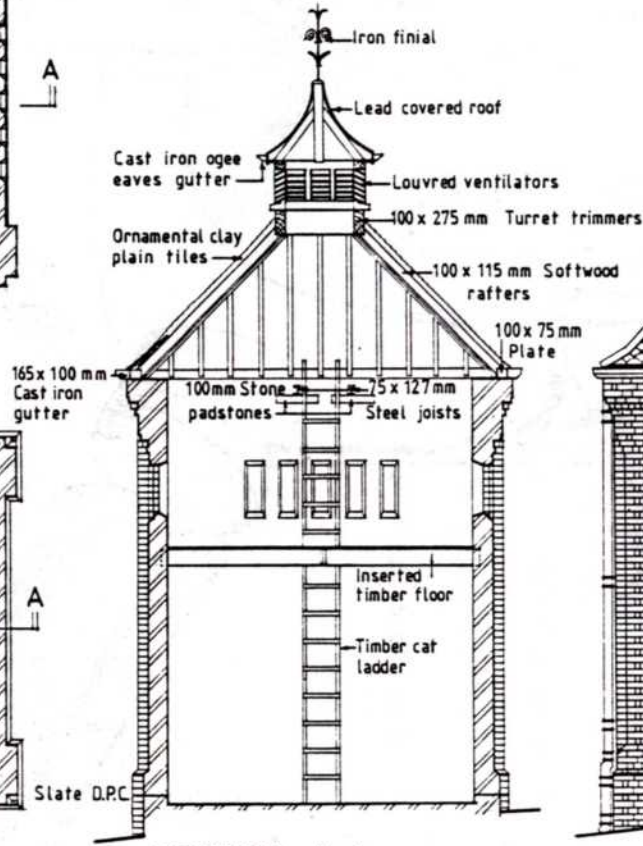 Iron finial
A
Lead covered roof
Cast iron ogee
eaves gutter
Louvred ventilators
100 x 275 mm Turret trimmers
Ornamental clay
plain tiles
100 x 115 mm Softwood
rafters
100 x 75 mm
Plate
165 x 100 mm
Cast iron
gutter
100mm Stone
padstones
75 x 127mm
Steel joists
Inserted
timber floor
A
Timber cat
ladder
Slate D.P.C.